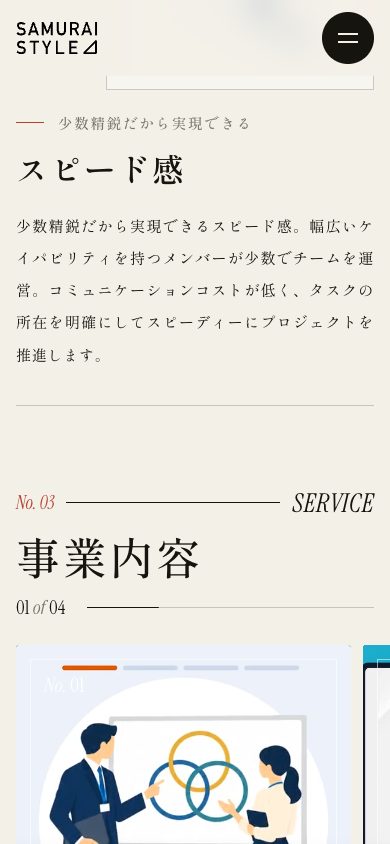 SAMURAI
STYLE
少数精鋭だから実現できる
スピード感
少数精鋭だから実現できるスピード感。幅広いケ
イパビリティを持つメンバーが少数でチームを運
営。コミュニケーションコストが低く、タスクの
所在を明確にしてスピーディーにプロジェクトを
推進します。
No. 03
SERVICE
事業内容
01 of 04
No. 01